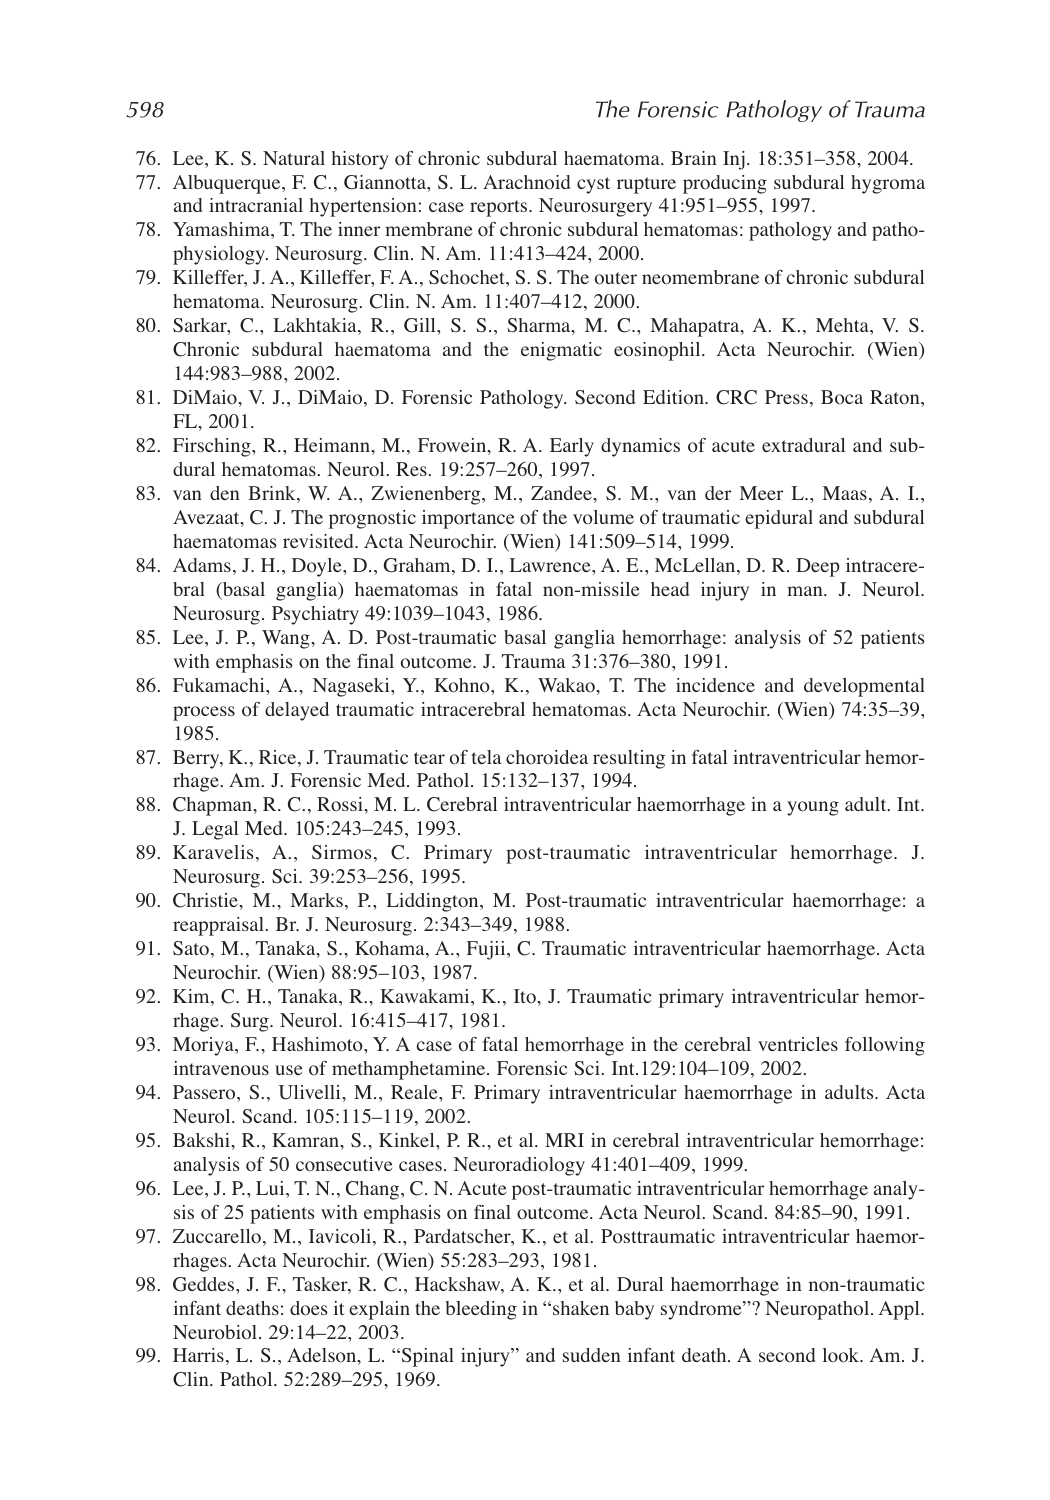 598 The Forensic Pathology of Trauma
76. Lee, K. S. Natural history of chronic subdural haematoma. Brain Inj. 18:351–358, 2004.
77. Albuquerque, F. C., Giannotta, S. L. Arachnoid cyst rupture producing subdural hygroma
and intracranial hypertension: case reports. Neurosurgery 41:951–955, 1997.
78. Yamashima, T. The inner membrane of chronic subdural hematomas: pathology and patho-
physiology. Neurosurg. Clin. N. Am. 11:413–424, 2000.
79. Killeffer, J. A., Killeffer, F. A., Schochet, S. S. The outer neomembrane of chronic subdural
hematoma. Neurosurg. Clin. N. Am. 11:407–412, 2000.
80. Sarkar, C., Lakhtakia, R., Gill, S. S., Sharma, M. C., Mahapatra, A. K., Mehta, V. S.
Chronic subdural haematoma and the enigmatic eosinophil. Acta Neurochir. (Wien)
144:983–988, 2002.
81. DiMaio, V. J., DiMaio, D. Forensic Pathology. Second Edition. CRC Press, Boca Raton,
FL, 2001.
82. Firsching, R., Heimann, M., Frowein, R. A. Early dynamics of acute extradural and sub-
dural hematomas. Neurol. Res. 19:257–260, 1997.
83. van den Brink, W. A., Zwienenberg, M., Zandee, S. M., van der Meer L., Maas, A. I.,
Avezaat, C. J. The prognostic importance of the volume of traumatic epidural and subdural
haematomas revisited. Acta Neurochir. (Wien) 141:509–514, 1999.
84. Adams, J. H., Doyle, D., Graham, D. I., Lawrence, A. E., McLellan, D. R. Deep intracere-
bral (basal ganglia) haematomas in fatal non-missile head injury in man. J. Neurol.
Neurosurg. Psychiatry 49:1039–1043, 1986.
85. Lee, J. P., Wang, A. D. Post-traumatic basal ganglia hemorrhage: analysis of 52 patients
with emphasis on the final outcome. J. Trauma 31:376–380, 1991.
86. Fukamachi, A., Nagaseki, Y., Kohno, K., Wakao, T. The incidence and developmental
process of delayed traumatic intracerebral hematomas. Acta Neurochir. (Wien) 74:35–39,
1985.
87. Berry, K., Rice, J. Traumatic tear of tela choroidea resulting in fatal intraventricular hemor-
rhage. Am. J. Forensic Med. Pathol. 15:132–137, 1994.
88. Chapman, R. C., Rossi, M. L. Cerebral intraventricular haemorrhage in a young adult. Int.
J. Legal Med. 105:243–245, 1993.
89. Karavelis, A., Sirmos, C. Primary post-traumatic intraventricular hemorrhage. J.
Neurosurg. Sci. 39:253–256, 1995.
90. Christie, M., Marks, P., Liddington, M. Post-traumatic intraventricular haemorrhage: a
reappraisal. Br. J. Neurosurg. 2:343–349, 1988.
91. Sato, M., Tanaka, S., Kohama, A., Fujii, C. Traumatic intraventricular haemorrhage. Acta
Neurochir. (Wien) 88:95–103, 1987.
92. Kim, C. H., Tanaka, R., Kawakami, K., Ito, J. Traumatic primary intraventricular hemor-
rhage. Surg. Neurol. 16:415–417, 1981.
93. Moriya, F., Hashimoto, Y. A case of fatal hemorrhage in the cerebral ventricles following
intravenous use of methamphetamine. Forensic Sci. Int.129:104–109, 2002.
94. Passero, S., Ulivelli, M., Reale, F. Primary intraventricular haemorrhage in adults. Acta
Neurol. Scand. 105:115–119, 2002.
95. Bakshi, R., Kamran, S., Kinkel, P. R., et al. MRI in cerebral intraventricular hemorrhage:
analysis of 50 consecutive cases. Neuroradiology 41:401–409, 1999.
96. Lee, J. P., Lui, T. N., Chang, C. N. Acute post-traumatic intraventricular hemorrhage analy-
sis of 25 patients with emphasis on final outcome. Acta Neurol. Scand. 84:85–90, 1991.
97. Zuccarello, M., Iavicoli, R., Pardatscher, K., et al. Posttraumatic intraventricular haemor-
rhages. Acta Neurochir. (Wien) 55:283–293, 1981.
98. Geddes, J. F., Tasker, R. C., Hackshaw, A. K., et al. Dural haemorrhage in non-traumatic
infant deaths: does it explain the bleeding in “shaken baby syndrome”? Neuropathol. Appl.
Neurobiol. 29:14–22, 2003.
99. Harris, L. S., Adelson, L. “Spinal injury” and sudden infant death. A second look. Am. J.
Clin. Pathol. 52:289–295, 1969.